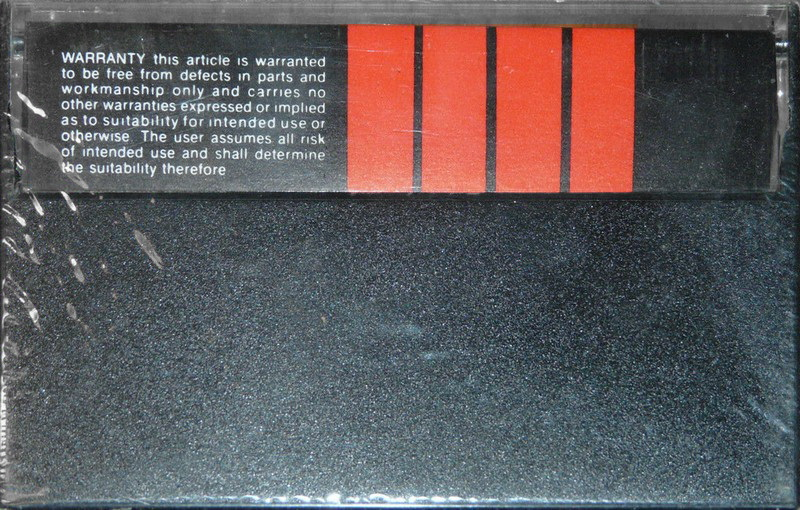 WARRANTY this article is warranted
to be free from defects in parts and
workmanship only and carries no
other warranties expressed or implied
as to suitability for intended use or
otherwise. The user assumes all risk
of intended use and shall determine
the suitability therefore